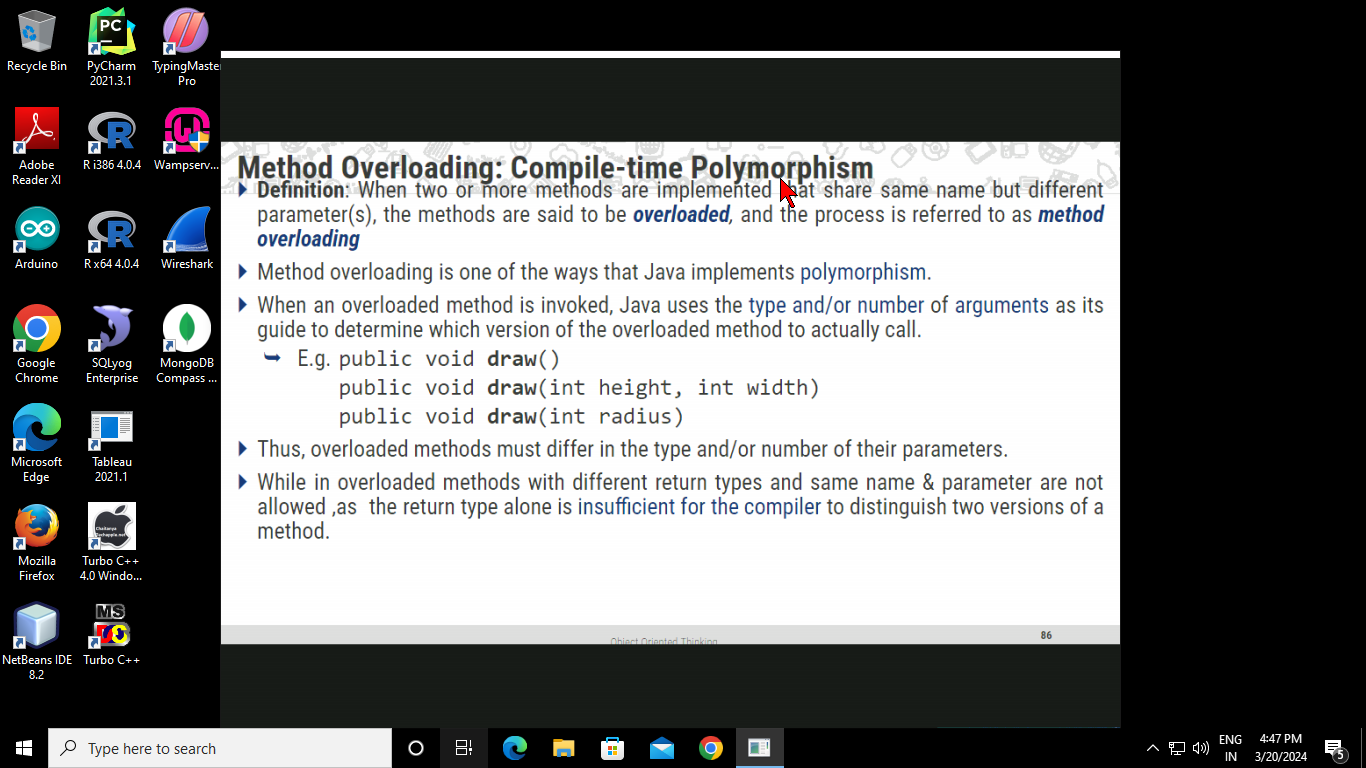 Recycle Bin
PyCharm
2021.3.1
TypingMaster
Pro
Adobe
Reader XI
R i386 4.0.4
Wampserv...
Arduino
R x64 4.0.4
Wireshark
Google
Chrome
SQLyog
Enterprise
MongoDB
Compass ...
Microsoft
Edge
Tableau
2021.1
Mozilla
Firefox
Turbo C++
4.0 Windo...
NetBeans IDE
8.2
Turbo C++
Method Overloading: Compile-time Polymorphism
Definition: When two or more methods are implemented that share same name but different
parameter(s), the methods are said to be overloaded, and the process is referred to as method
overloading
Method overloading is one of the ways that Java implements polymorphism.
When an overloaded method is invoked, Java uses the type and/or number of arguments as its
guide to determine which version of the overloaded method to actually call.
E.g. public void draw()
public void draw(int height, int width)
public void draw(int radius)
Thus, overloaded methods must differ in the type and/or number of their parameters.
While in overloaded methods with different return types and same name & parameter are not
allowed ,as the return type alone is insufficient for the compiler to distinguish two versions of a
method.
Object Oriented Thinking
86
Type here to search
ENG
IN
4:47 PM
3/20/2024
5